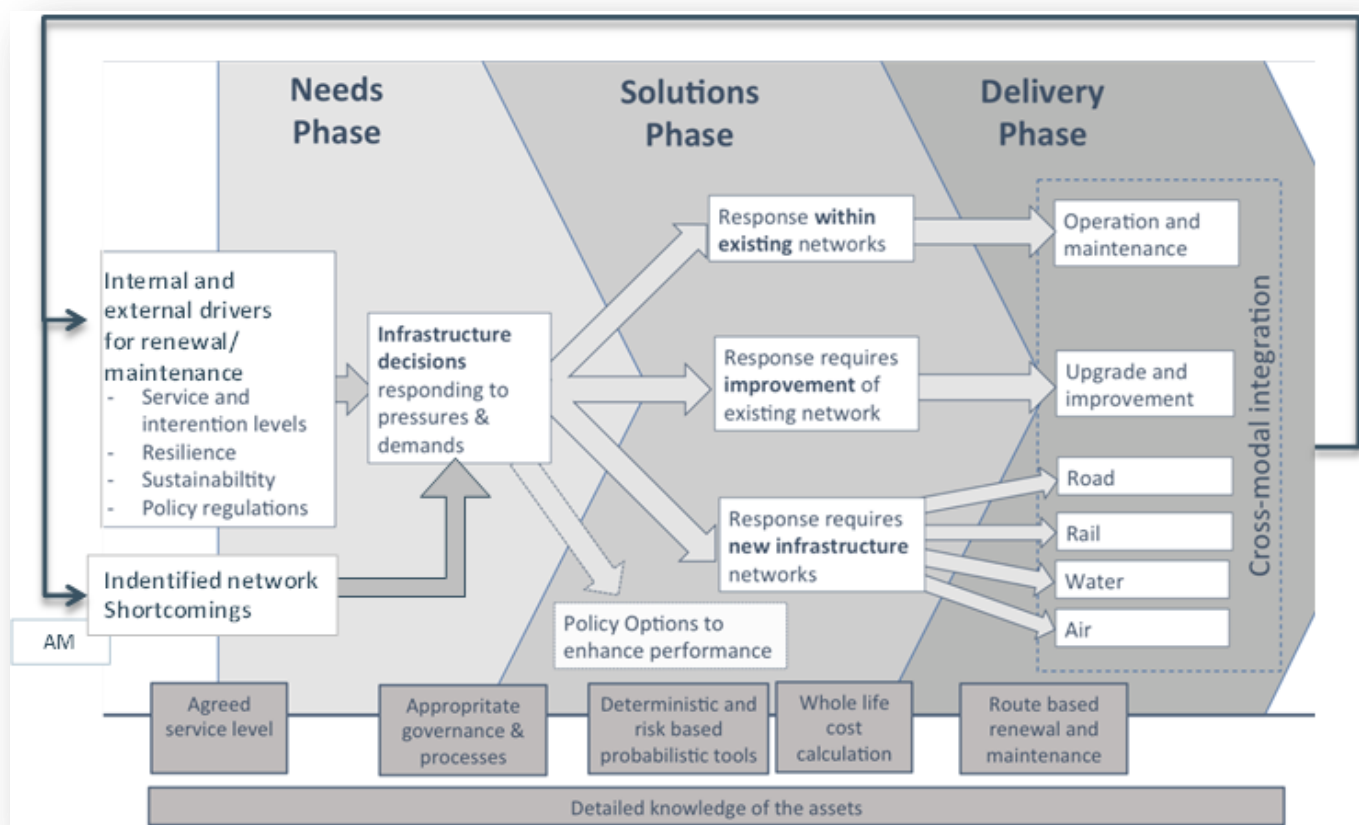 Needs
Phase
Solutions
Phase
Delivery
Phase
Internal and
external drivers
for renewal/
maintenance
- Service and
interention levels
- Resilience
- Sustainabiltity
- Policy regulations
Indentified network
Shortcomings
AM
Infrastructure
decisions
responding to
pressures &
demands
Response within
existing networks
Response requires
improvement of
existing network
Response requires
new infrastructure
networks
Policy Options to
enhance performance
Operation and
maintenance
Upgrade and
improvement
Road
Rail
Water
Air
Cross-modal integration
Agreed
service level
Appropritate
governance &
processes
Deterministic and
risk based
probabilistic tools
Whole life
cost
calculation
Route based
renewal and
maintenance
Detailed knowledge of the assets